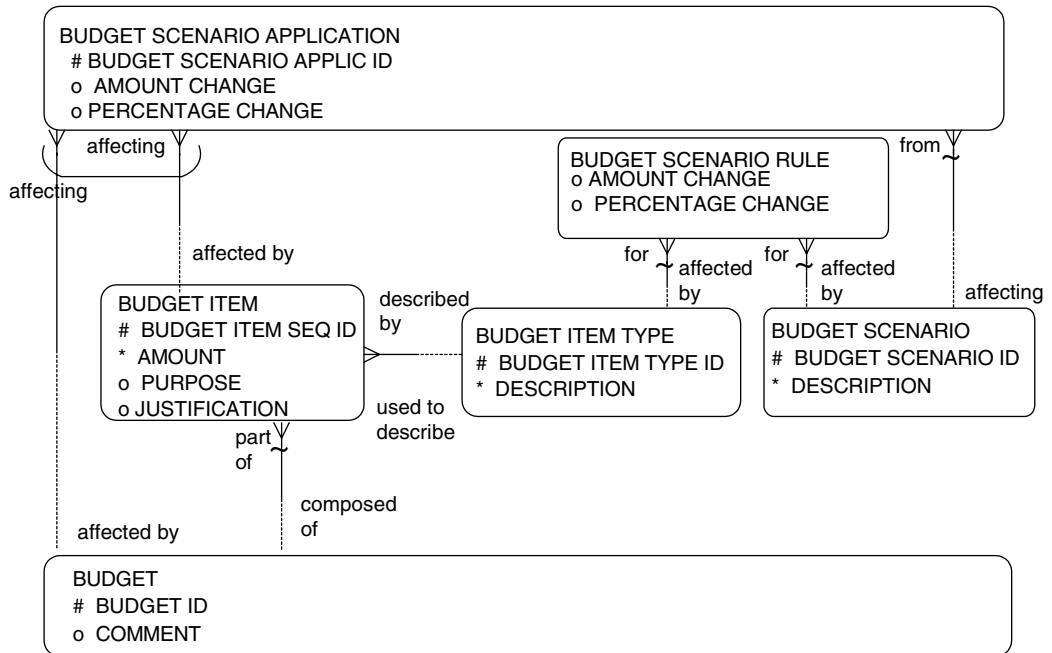 BUDGET SCENARIO APPLICATION
# BUDGET SCENARIO APPLIC ID
o AMOUNT CHANGE
o PERCENTAGE CHANGE
affecting
affecting
from
BUDGET SCENARIO RULE
o AMOUNT CHANGE
o PERCENTAGE CHANGE
affected by
for
affected
by
for
affected
by
affecting
BUDGET ITEM
# BUDGET ITEM SEQ ID
* AMOUNT
o PURPOSE
o JUSTIFICATION
described
by
used to
describe
BUDGET ITEM TYPE
# BUDGET ITEM TYPE ID
* DESCRIPTION
BUDGET SCENARIO
# BUDGET SCENARIO ID
* DESCRIPTION
part
of
composed
of
affected by
BUDGET
# BUDGET ID
o COMMENT